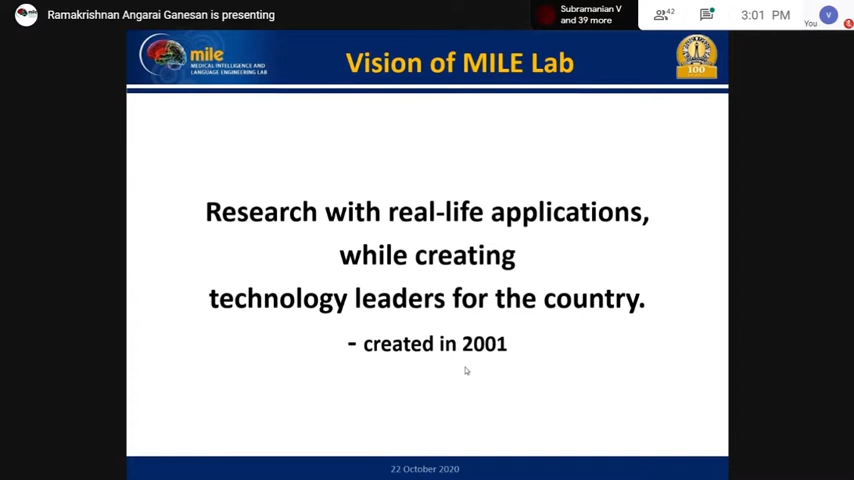 Ramakrishnan Angarai Ganesan is presenting
Subramanian V
and 39 more
42
3:01 PM
You
V
mile
MEDICAL INTELLIGENCE AND
LANGUAGE ENGINEERING LAB
Vision of MILE Lab
100
Research with real-life applications,
while creating
technology leaders for the country.
- created in 2001
22 October 2020